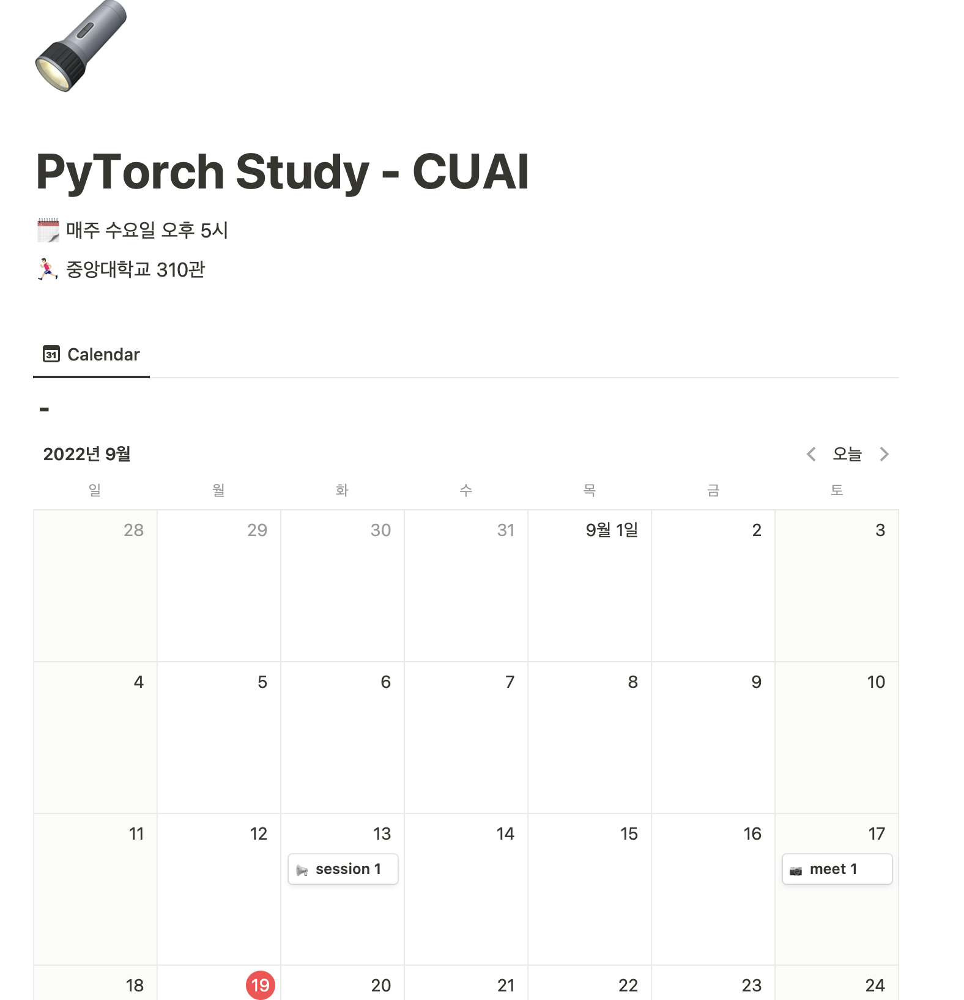 PyTorch Study - CUAI
매주 수요일 오후 5시
중앙대학교 310관
31 Calendar
-
2022년 9월 오늘
일 월 화 수 목 금 토
28 29 30 31 9월 1일 2 3
4 5 6 7 8 9 10
11 12 13 14 15 16 17
session 1 meet 1
18 19 20 21 22 23 24